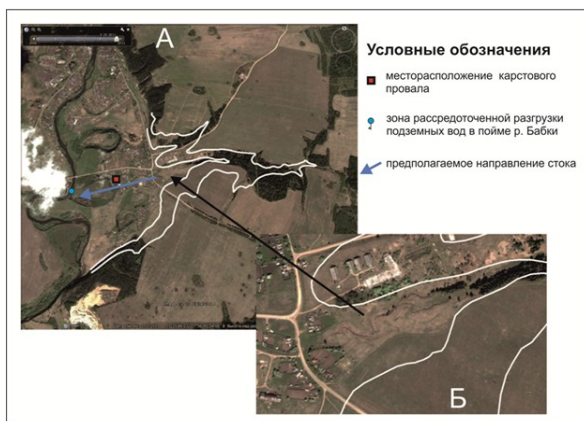 А
Условные обозначения
месторасположение карстового
провала
зона рассредоточенной разгрузки
подземных вод в пойме р. Бабки
предполагаемое направление стока
Б